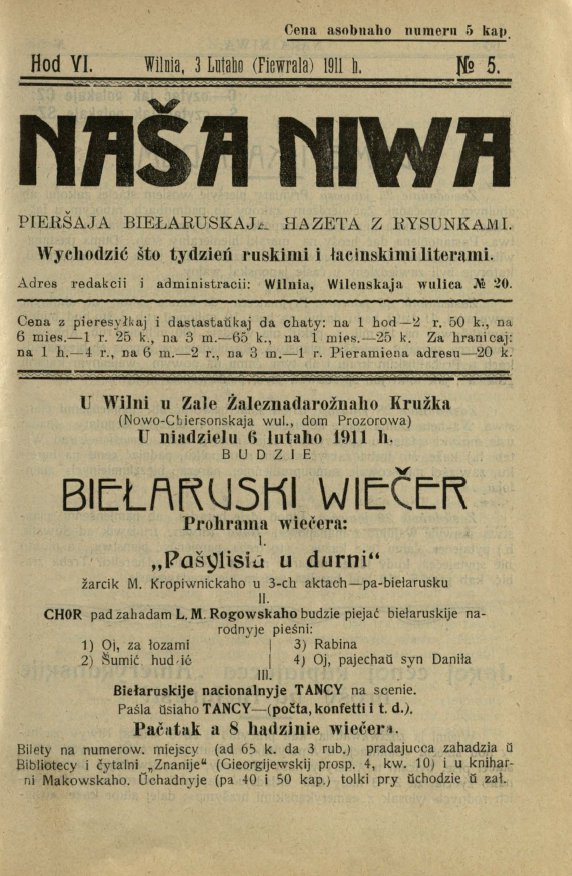 Cena asobnaho numeru 5 kap.
Hod VI. Wilnia, 3 Lutaho (Fiewrala) 1911 h. № 5.
NAŠA NIWA
PIERŠAJA BIEŁARUSKAJA HAZETA Z RYSUNKAMI.
Wychodzić što tydzień ruskimi i łacinskimi literami.
Adres redakcii i administracii: Wilnia, Wilenskaja wulica № 20.
Cena z pieresyłkaj i dastastaŭkaj da chaty: na 1 hod—2 r. 50 k., na
6 mies.—1 r. 25 k., na 3 m.—65 k., na 1 mies.—25 k. Za hranicaj:
na 1 h.—4 r., na 6 m.—2 r., na 3 m.—1 r. Pieramiena adresu—20 k.
U Wilni u Zale Žaleznadarožnaho Kružka
(Nowo-Chersonskaja wul., dom Prozorowa)
U niadzielu 6 lutaho 1911 h.
BUDZIE
BIEŁARUSKI WIEČER
Prohrama wiečera:
I.
„Pašylisia u durni“
žarcik M. Kropiwnickaho u 3-ch aktach—pa-biełarusku
II.
CHOR pad zahadam L. M. Rogowskaho budzie piejać biełaruskije na-
rodnyje pieśni:
1) Oj, za łozami 3) Rabina
2) Šumić hudzić 4) Oj, pajechaŭ syn Daniła
III.
Biełaruskije nacionalnyje TANCY na scenie.
Paśla ŭsiaho TANCY—(počta, konfetti i t. d.).
Pačatak a 8 hadzinie wiečera.
Bilety na numerow. miejscy (ad 65 k. da 3 rub.) pradajucca zahadzia ŭ
Bibliotecy i čytalni „Znanije“ (Gieorgijewskij prosp. 4, kw. 10) i u knihar-
ni Makowskaho. Ŭchadnyje (pa 40 i 50 kap.) tolki pry ŭchodzie ŭ zał.